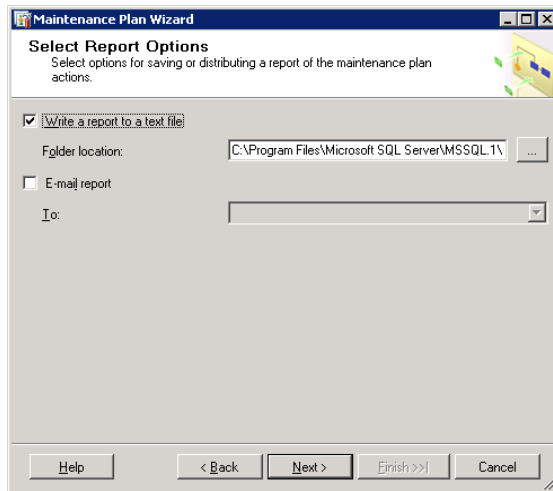 Maintenance Plan Wizard
Select Report Options
Select options for saving or distributing a report of the maintenance plan
actions.
Write a report to a text file
Folder location:
C:\Program Files\Microsoft SQL Server\MSSQL.1\
...
E-mail report
To:
Help
< Back
Next >
Finish >>|
Cancel